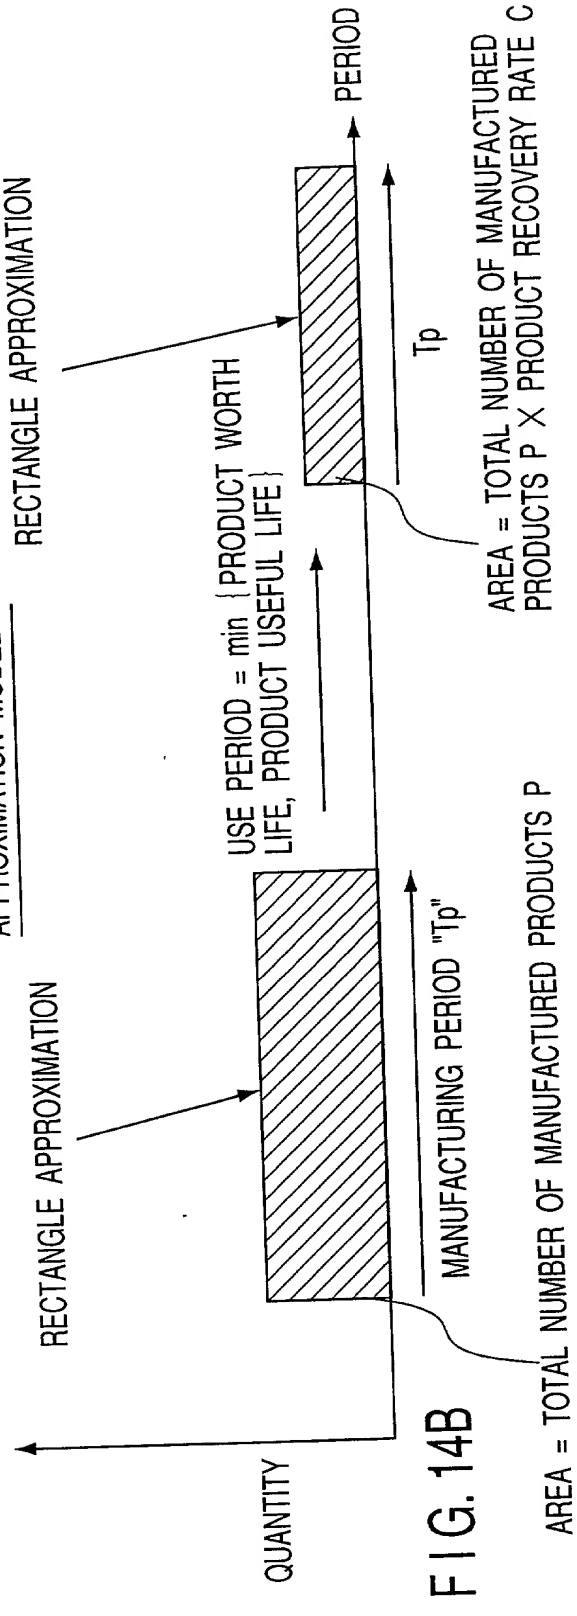 APPROXIMATION MODEL
RECTANGLE APPROXIMATION
RECTANGLE APPROXIMATION
QUANTITY
USE PERIOD = min {PRODUCT WORTH
LIFE, PRODUCT USEFUL LIFE}
PERIOD
MANUFACTURING PERIOD "Tp"
Tp
FIG. 14B
AREA = TOTAL NUMBER OF MANUFACTURED PRODUCTS P
AREA = TOTAL NUMBER OF MANUFACTURED
PRODUCTS P X PRODUCT RECOVERY RATE C